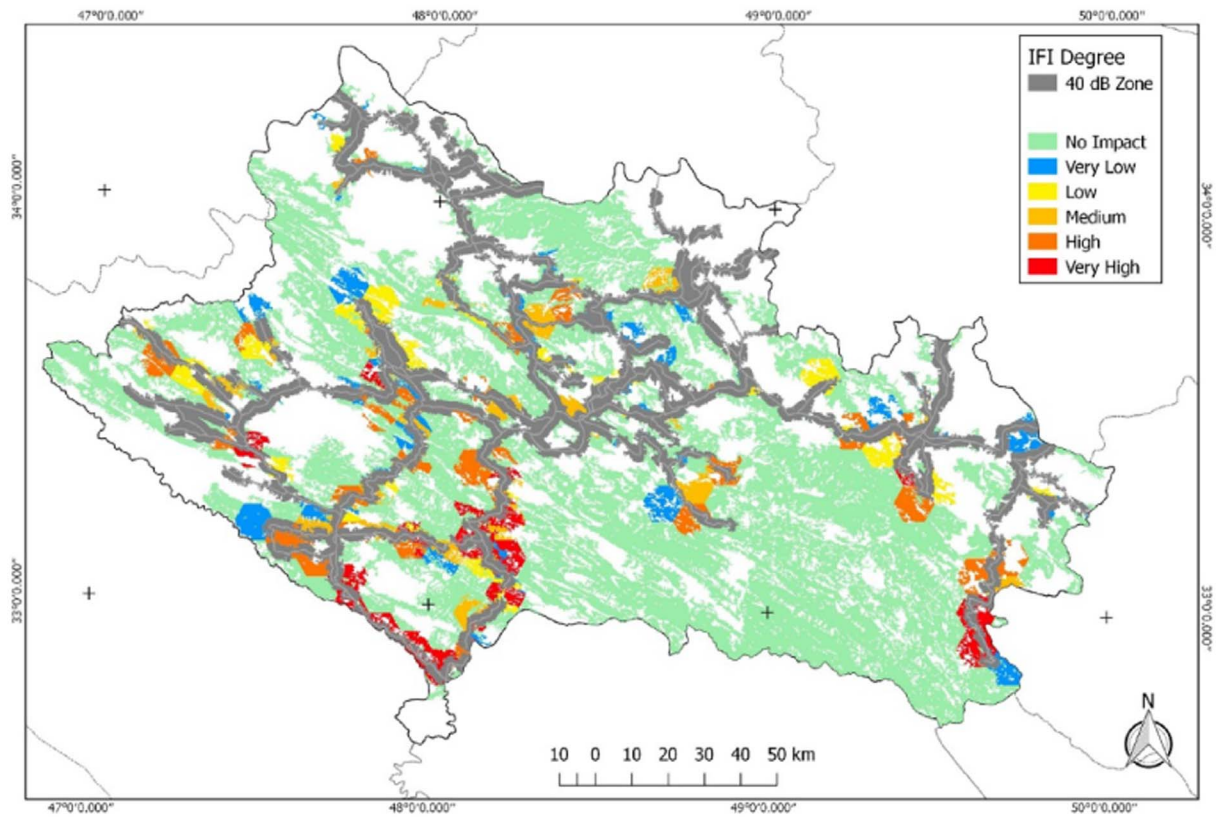 47°0'0.000"
48°0'0.000"
49°0'0.000"
50°0'0.000"
IFI Degree
40 dB Zone
No Impact
Very Low
Low
Medium
High
Very High
34°0'0.000"
34°0'0.000"
33°0'0.000"
33°0'0.000"
N
10 0 10 20 30 40 50 km
47°0'0.000"
48°0'0.000"
49°0'0.000"
50°0'0.000"